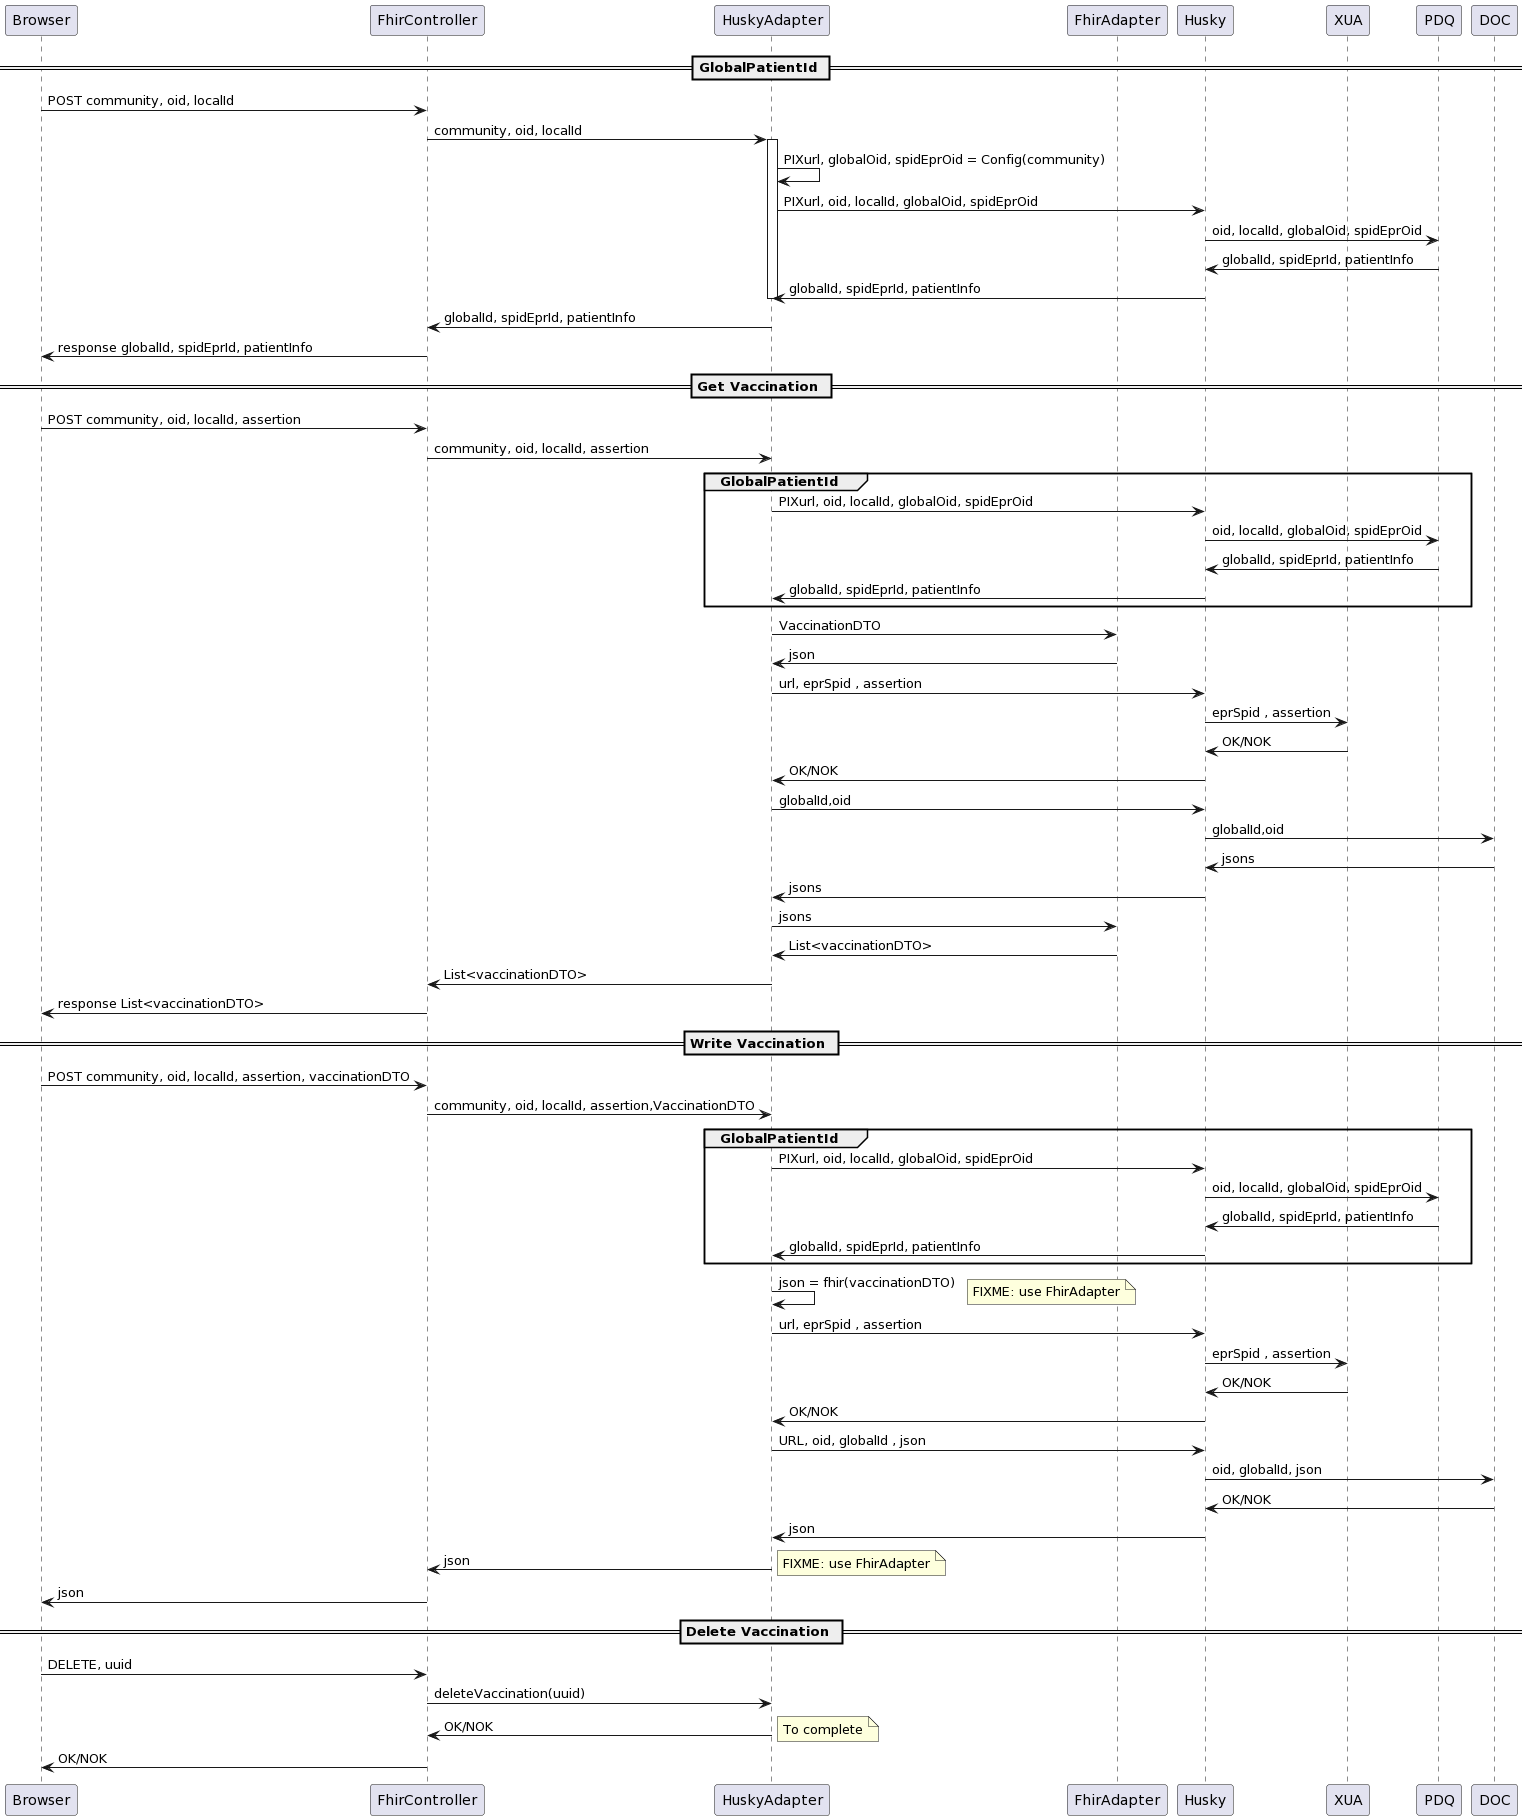 Browser
FhirController
HuskyAdapter
FhirAdapter
Husky
XUA
PDQ
DOC
GlobalPatientId
POST community, oid, localId
community, oid, localId
PIXurl, globalOid, spidEprOid = Config(community)
PIXurl, oid, localId, globalOid, spidEprOid
oid, localId, globalOid, spidEprOid
globalId, spidEprId, patientInfo
globalId, spidEprId, patientInfo
globalId, spidEprId, patientInfo
response globalId, spidEprId, patientInfo
Get Vaccination
POST community, oid, localId, assertion
community, oid, localId, assertion
GlobalPatientId
PIXurl, oid, localId, globalOid, spidEprOid
oid, localId, globalOid, spidEprOid
globalId, spidEprId, patientInfo
globalId, spidEprId, patientInfo
VaccinationDTO
json
url, eprSpid , assertion
eprSpid , assertion
OK/NOK
OK/NOK
globalId,oid
globalId,oid
jsons
jsons
jsons
List<vaccinationDTO>
List<vaccinationDTO>
response List<vaccinationDTO>
Write Vaccination
POST community, oid, localId, assertion, vaccinationDTO
community, oid, localId, assertion,VaccinationDTO
GlobalPatientId
PIXurl, oid, localId, globalOid, spidEprOid
oid, localId, globalOid, spidEprOid
globalId, spidEprId, patientInfo
globalId, spidEprId, patientInfo
json = fhir(vaccinationDTO)
FIXME: use FhirAdapter
url, eprSpid , assertion
eprSpid , assertion
OK/NOK
OK/NOK
URL, oid, globalId , json
oid, globalId, json
OK/NOK
json
json
FIXME: use FhirAdapter
json
Delete Vaccination
DELETE, uuid
deleteVaccination(uuid)
OK/NOK
To complete
OK/NOK
Browser
FhirController
HuskyAdapter
FhirAdapter
Husky
XUA
PDQ
DOC